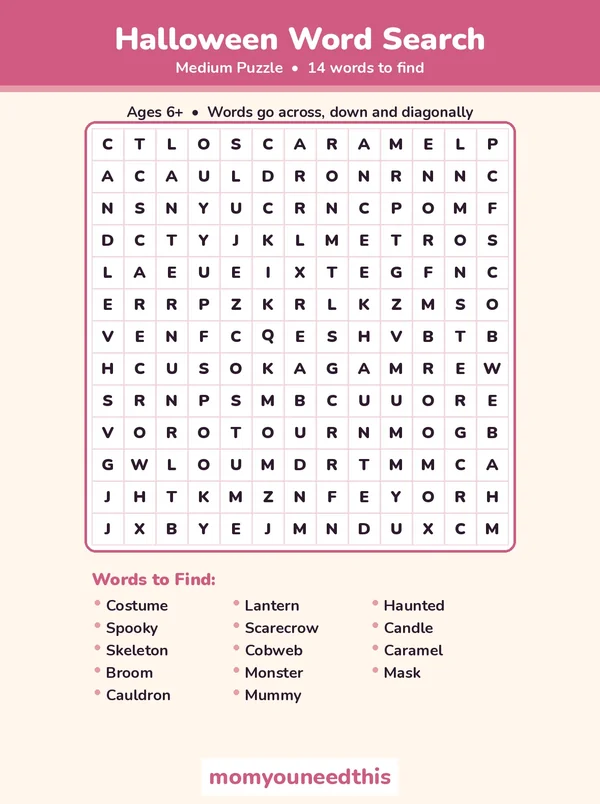 Halloween Word Search
Medium Puzzle • 14 words to find
Ages 6+ • Words go across, down and diagonally
C T L O S C A R A M E L P
A C A U L D R O N R N N C
N S N Y U C R N C P O M F
D C T Y J K L M E T R O S
L A E U E I X T E G F N C
E R R P Z K R L K Z M S O
V E N F C Q E S H V B T B
H C U S O K A G A M R E W
S R N P S M B C U U O R E
V O R O T O U R N M O G B
G W L O U M D R T M M C A
J H T K M Z N F E Y O R H
J X B Y E J M N D U X C M
Words to Find:
• Costume • Lantern • Haunted
• Spooky • Scarecrow • Candle
• Skeleton • Cobweb • Caramel
• Broom • Monster • Mask
• Cauldron • Mummy
momyouneedthis